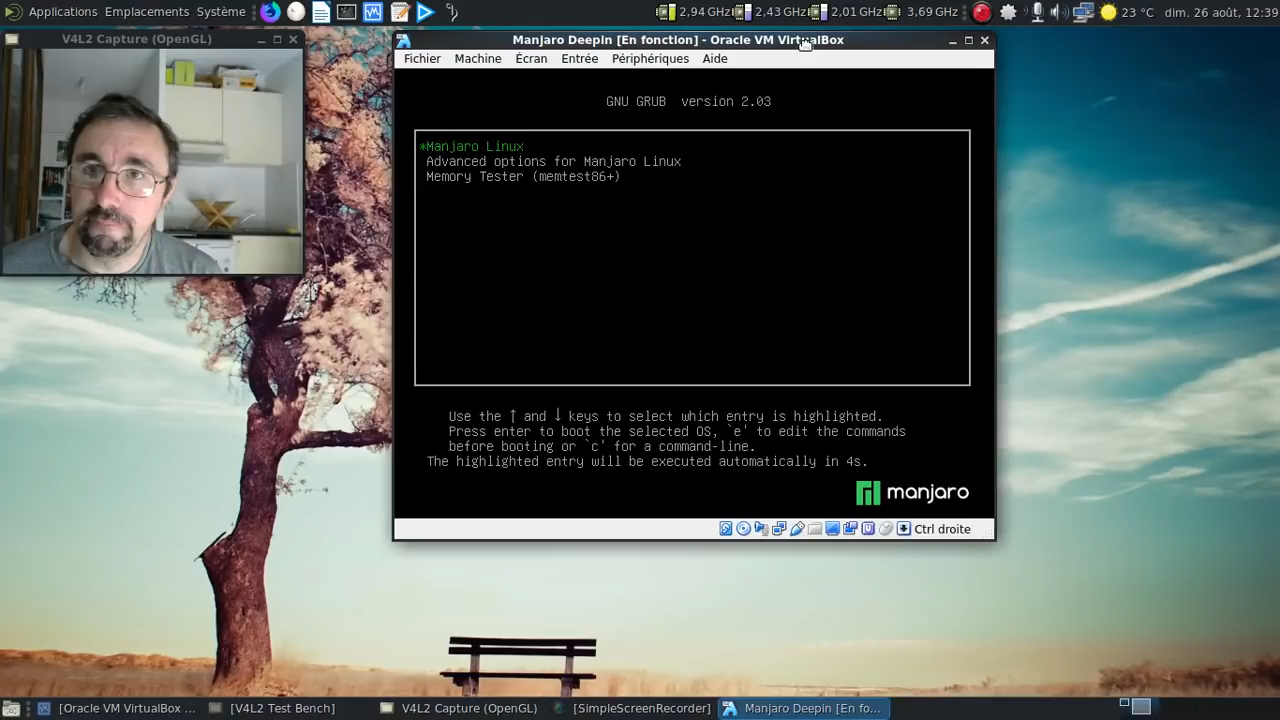 Applications Emplacements Système
2,94 GHz 2,43 GHz 2,01 GHz 3,69 GHz 23 °C dim. 26 août, 12:39
V4L2 Capture (OpenGL)
Manjaro Deepin [En fonction] - Oracle VM VirtualBox
Fichier Machine Écran Entrée Périphériques Aide
GNU GRUB version 2.03
*Manjaro Linux
Advanced options for Manjaro Linux
Memory Tester (memtest86+)
Use the ↑ and ↓ keys to select which entry is highlighted.
Press enter to boot the selected OS, `e' to edit the commands
before booting or `c' for a command-line.
The highlighted entry will be executed automatically in 4s.
manjaro
Ctrl droite
[Oracle VM VirtualBox ... [V4L2 Test Bench] V4L2 Capture (OpenGL) [SimpleScreenRecorder] Manjaro Deepin [En fo...